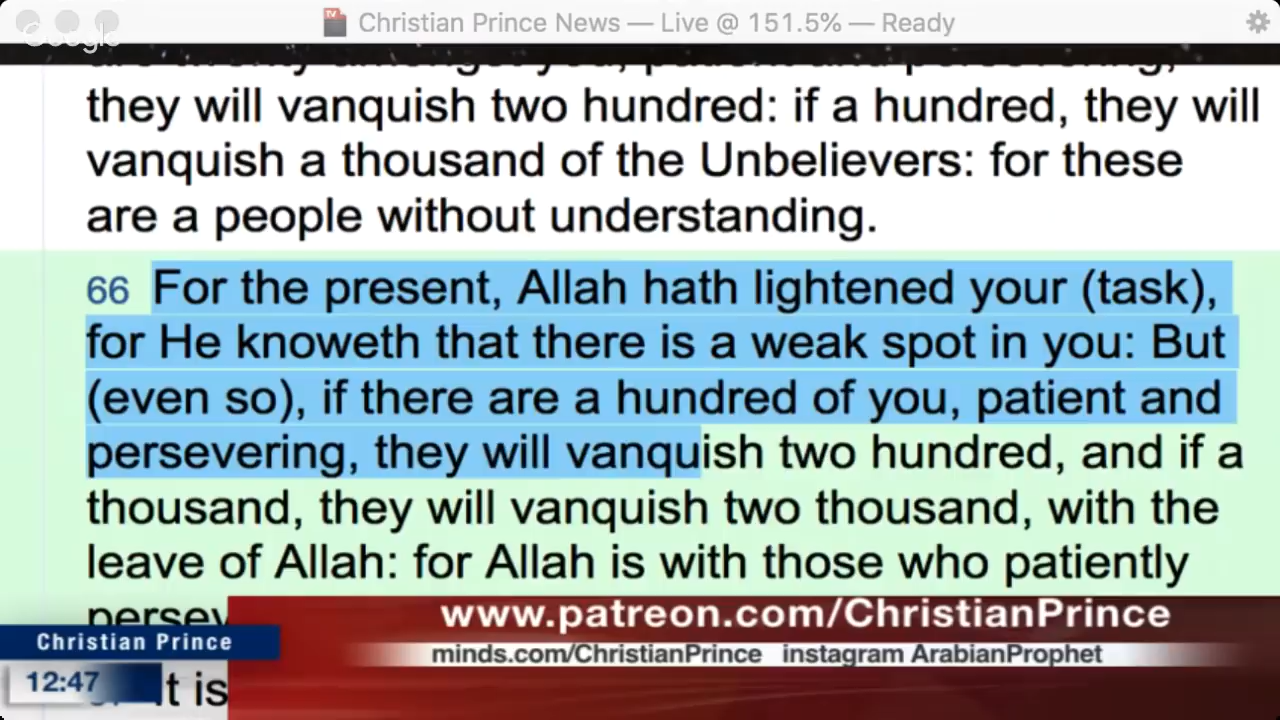 Christian Prince News — Live @ 151.5% — Ready
TV
Google
they will vanquish two hundred: if a hundred, they will
vanquish a thousand of the Unbelievers: for these
are a people without understanding.
66 For the present, Allah hath lightened your (task),
for He knoweth that there is a weak spot in you: But
(even so), if there are a hundred of you, patient and
persevering, they will vanquish two hundred, and if a
thousand, they will vanquish two thousand, with the
leave of Allah: for Allah is with those who patiently
persev
www.patreon.com/ChristianPrince
Christian Prince
minds.com/ChristianPrince instagram ArabianProphet
12:47
t is